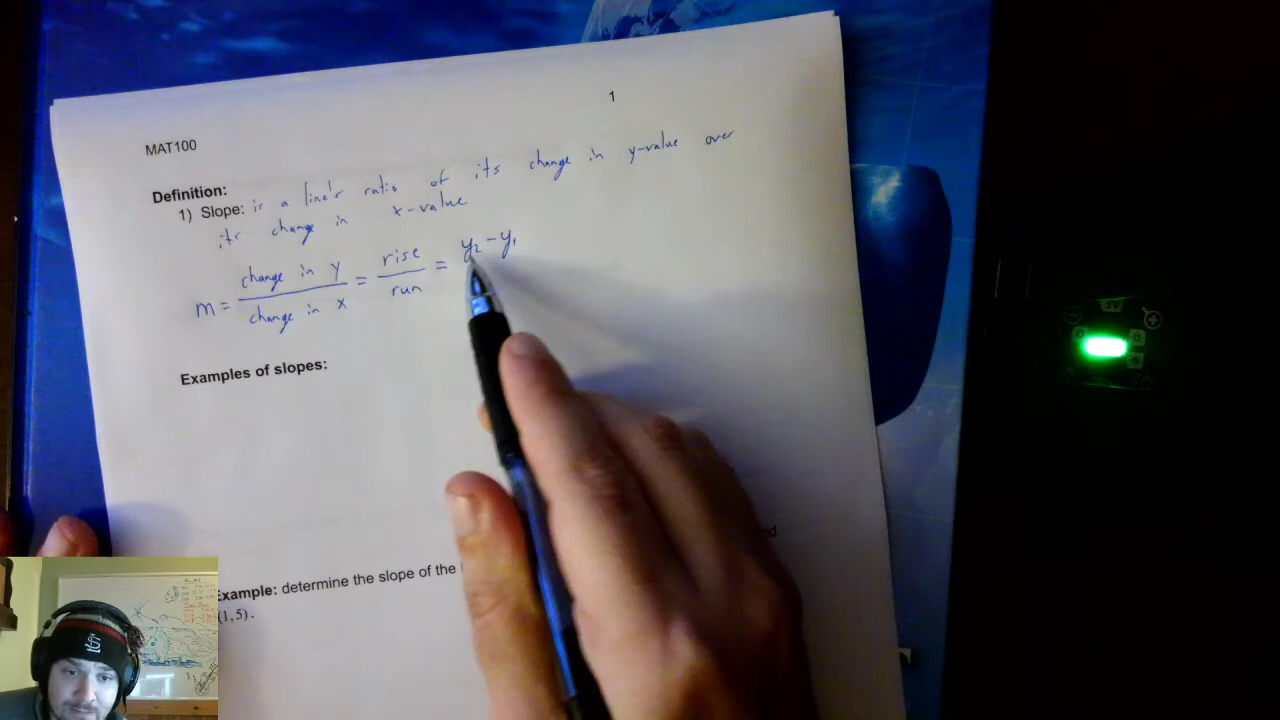 1
MAT100
Definition:
1) Slope: is a line's ratio of its change in y-value over
its change in x-value
m = change in y / change in x = rise / run = y₂ - y₁
Examples of slopes:
Example: determine the slope of the
(1,5).